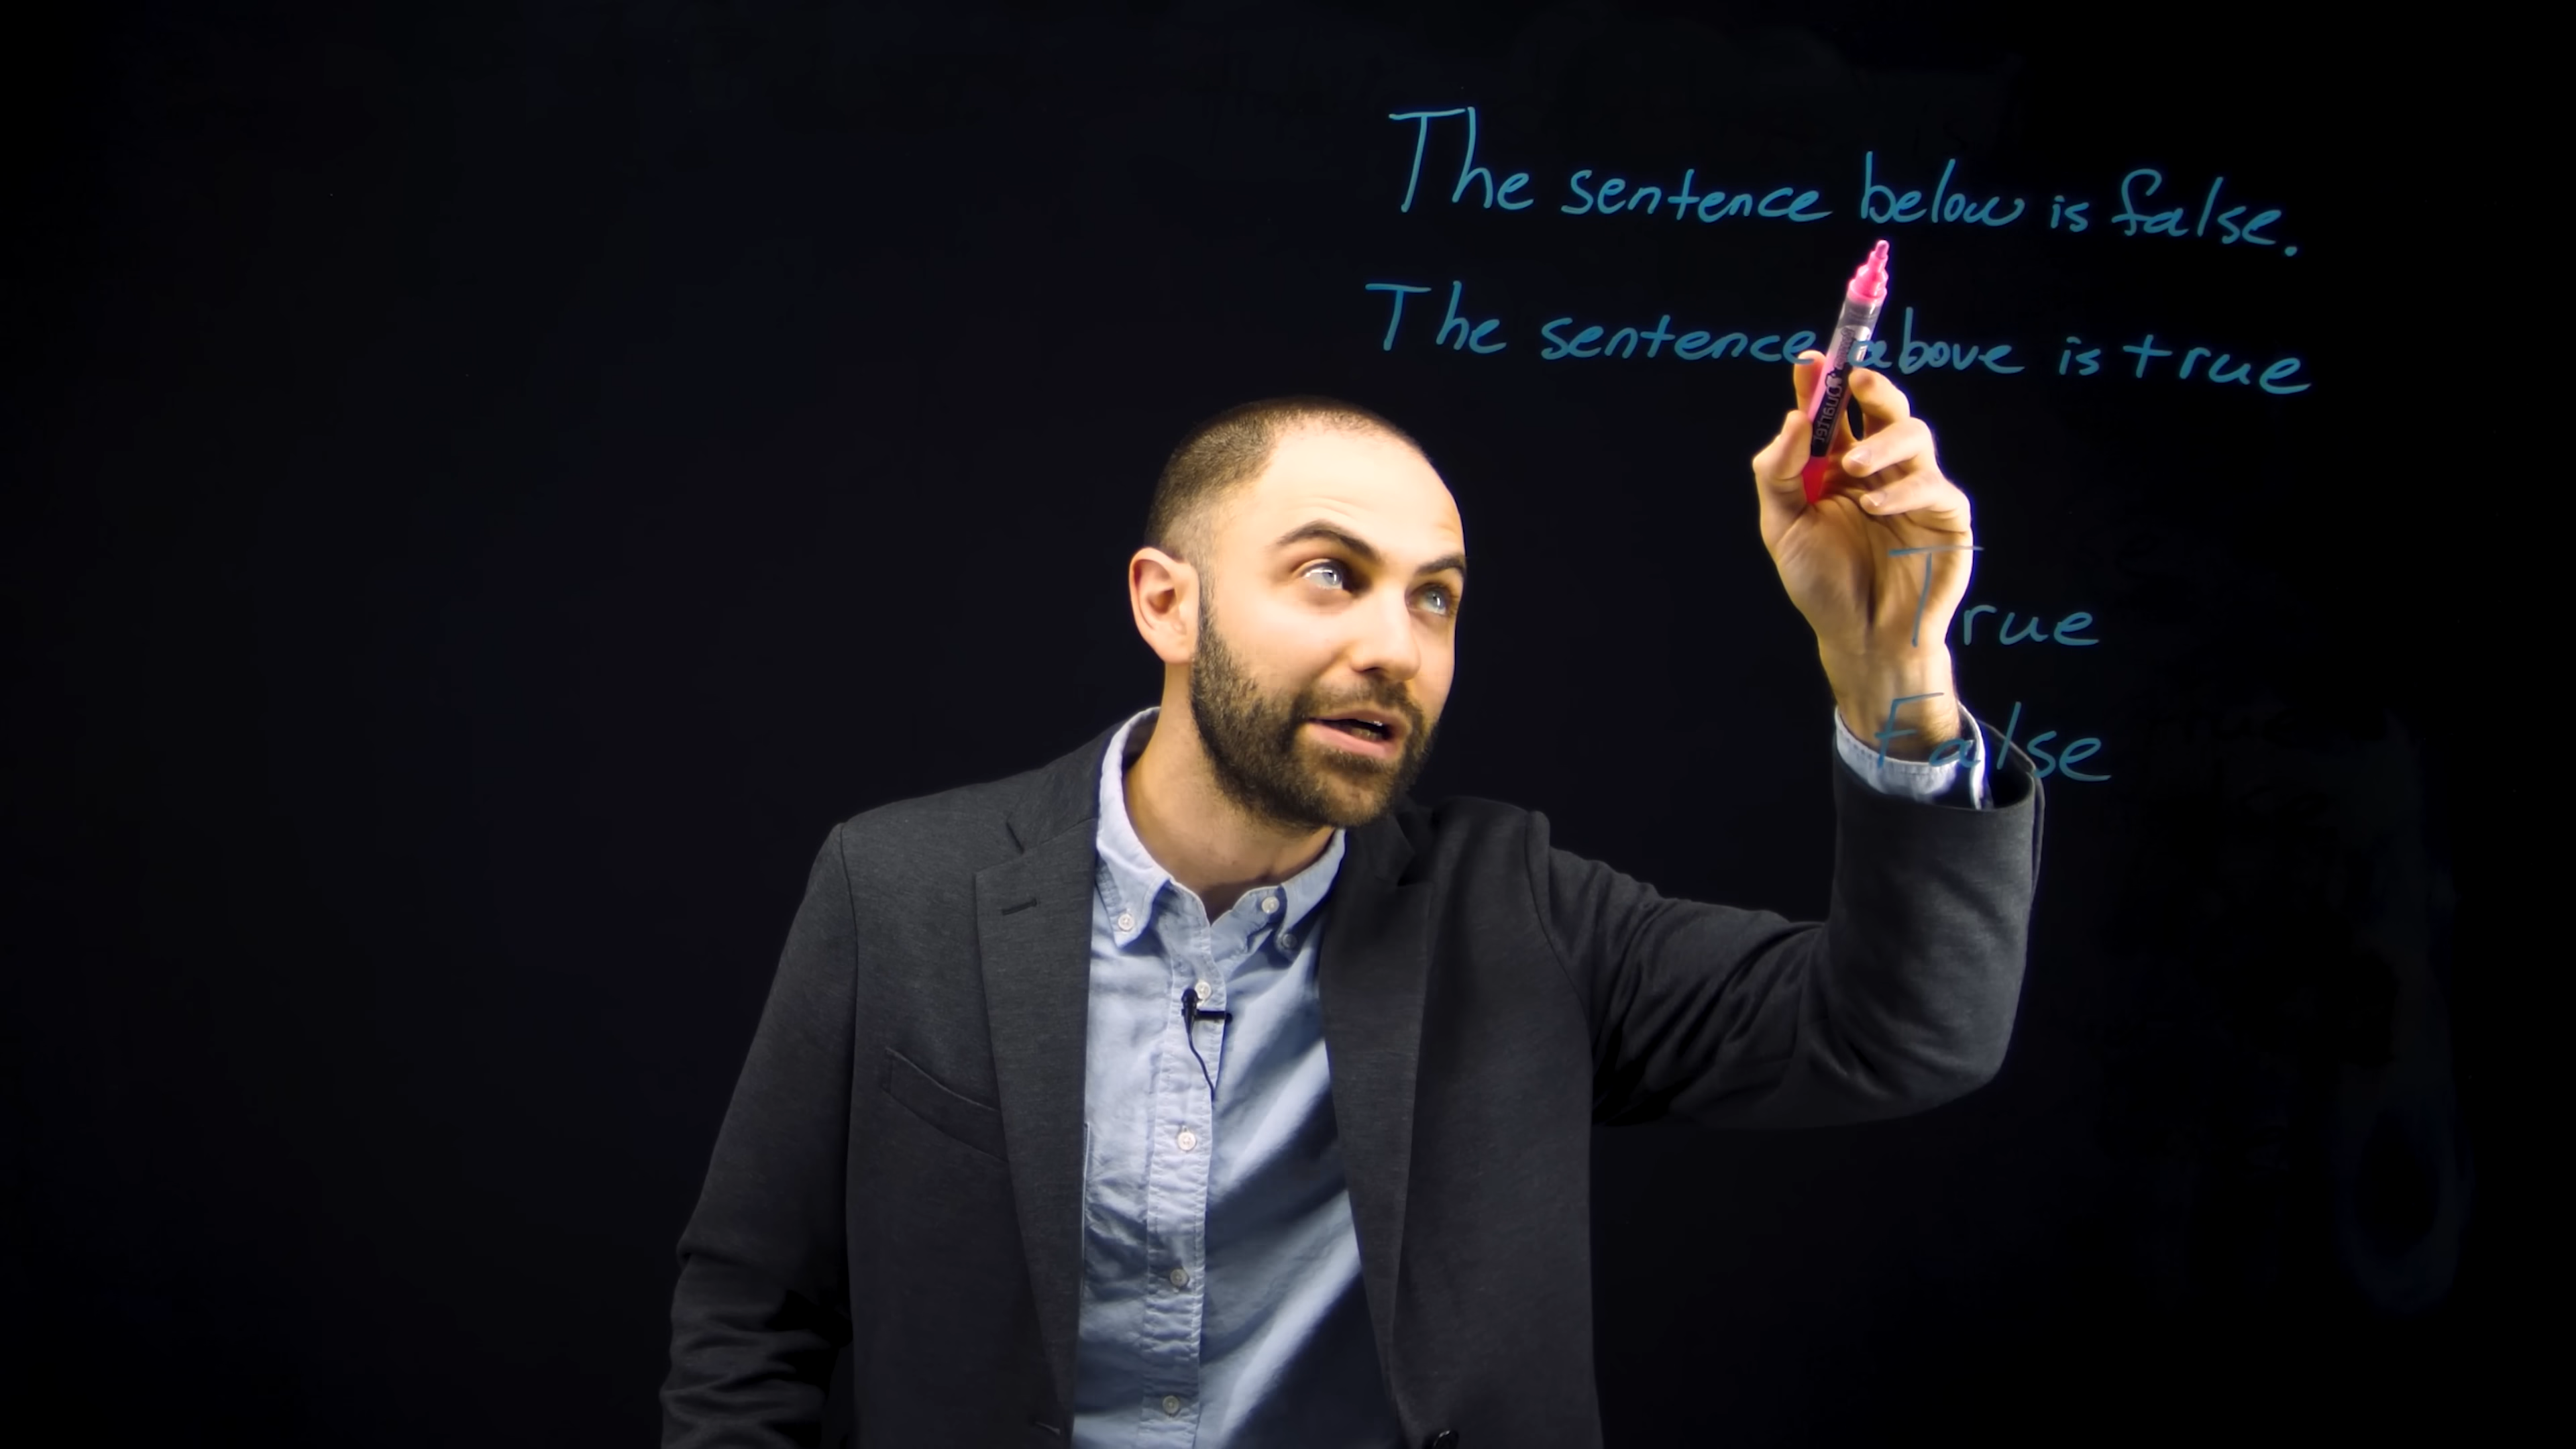 The sentence below is false.
The sentence above is true
True
False